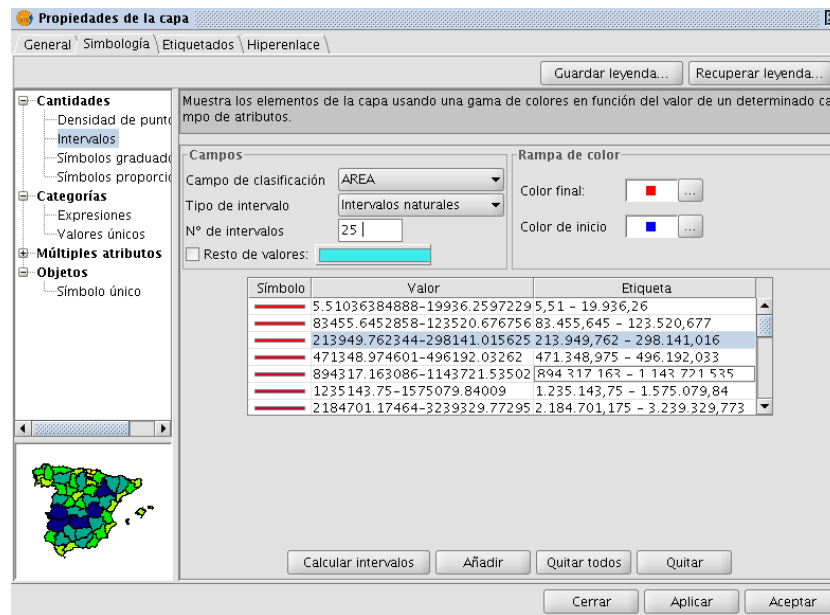 Propiedades de la capa
General Simbología Etiquetados Hiperenlace
Guardar leyenda... Recuperar leyenda...
Cantidades
Densidad de punt
Intervalos
Símbolos graduad
Símbolos proporci
Categorías
Expresiones
Valores únicos
Múltiples atributos
Objetos
Símbolo único
Muestra los elementos de la capa usando una gama de colores en función del valor de un determinado ca
mpo de atributos.
Campos
Campo de clasificación AREA
Tipo de intervalo Intervalos naturales
Nº de intervalos 25
Resto de valores:
Rampa de color
Color final: ...
Color de inicio ...
Símbolo Valor Etiqueta
5.51036384888-19936.2597229 5,51 - 19.936,26
83455.6452858-123520.676756 83.455,645 - 123.520,677
213949.762344-298141.015625 213.949,762 - 298.141,016
471348.974601-496192.03262 471.348,975 - 496.192,033
894317.163086-1143721.53502 894.317,163 - 1.143.721,535
1235143.75-1575079.84009 1.235.143,75 - 1.575.079,84
2184701.17464-3239329.77295 2.184.701,175 - 3.239.329,773
Calcular intervalos Añadir Quitar todos Quitar
Cerrar Aplicar Aceptar